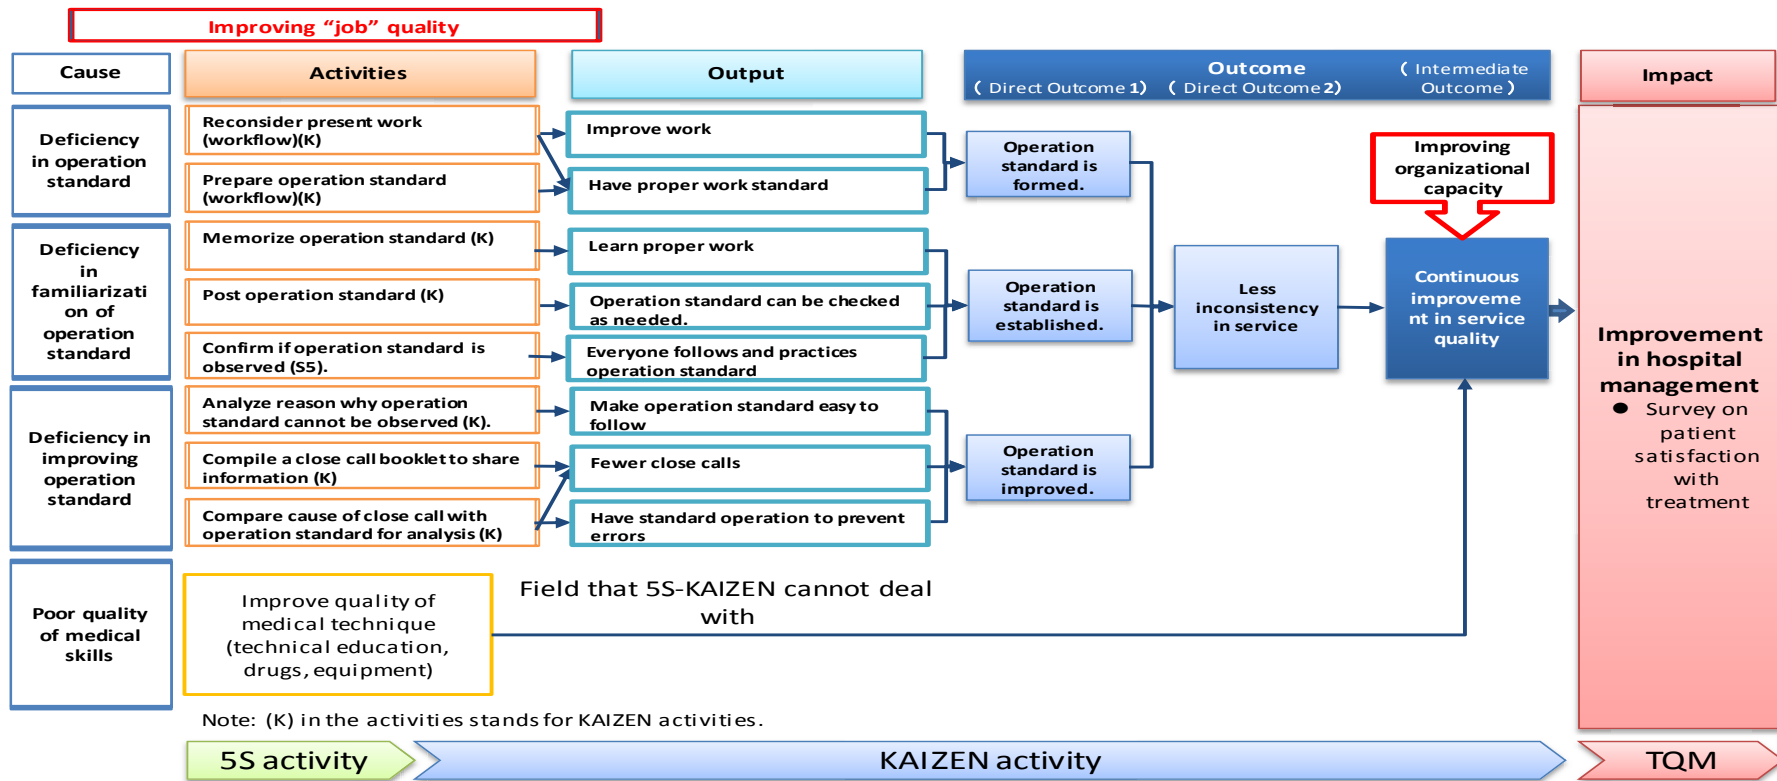 Improving “job” quality
Cause
Activities
Output
Outcome
( Direct Outcome 1)
( Direct Outcome 2)
( Intermediate
Outcome )
Impact
Deficiency
in operation
standard
Reconsider present work
(workflow)(K)
Prepare operation standard
(workflow)(K)
Improve work
Have proper work standard
Operation
standard is
formed.
Improving
organizational
capacity
Deficiency
in
familiarizati
on of
operation
standard
Memorize operation standard (K)
Post operation standard (K)
Confirm if operation standard is
observed (S5).
Learn proper work
Operation standard can be checked
as needed.
Everyone follows and practices
operation standard
Operation
standard is
established.
Less
inconsistency
in service
Continuous
improveme
nt in service
quality
Improvement
in hospital
management
● Survey on
patient
satisfaction
with
treatment
Deficiency in
improving
operation
standard
Analyze reason why operation
standard cannot be observed (K).
Compile a close call booklet to share
information (K)
Compare cause of close call with
operation standard for analysis (K)
Make operation standard easy to
follow
Fewer close calls
Have standard operation to prevent
errors
Operation
standard is
improved.
Poor quality
of medical
skills
Improve quality of
medical technique
(technical education,
drugs, equipment)
Field that 5S-KAIZEN cannot deal
with
Note: (K) in the activities stands for KAIZEN activities.
5S activity
KAIZEN activity
TQM